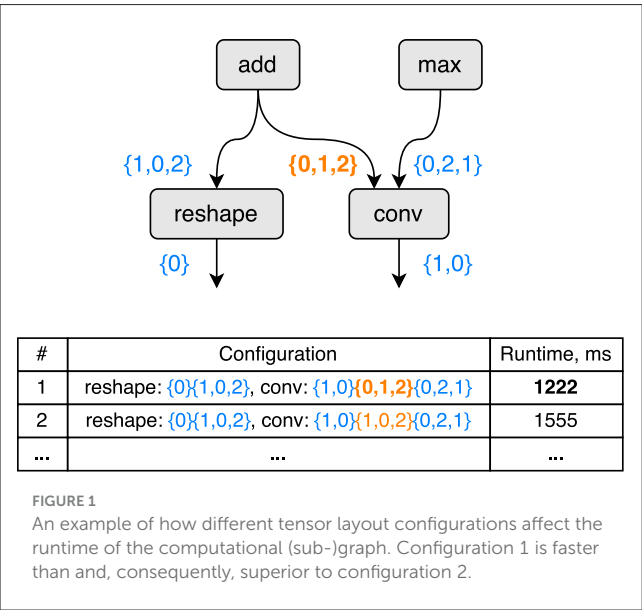 add max
{1,0,2} {0,1,2} {0,2,1}
reshape conv
{0} {1,0}
# Configuration Runtime, ms
1 reshape: {0}{1,0,2}, conv: {1,0}{0,1,2}{0,2,1} 1222
2 reshape: {0}{1,0,2}, conv: {1,0}{1,0,2}{0,2,1} 1555
... ... ...
FIGURE 1
An example of how different tensor layout configurations affect the
runtime of the computational (sub-)graph. Configuration 1 is faster
than and, consequently, superior to configuration 2.